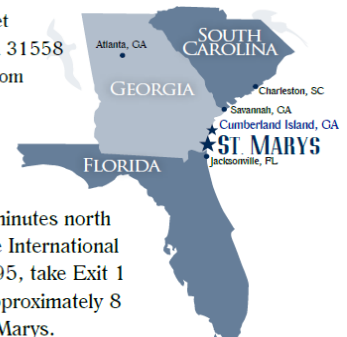 et
31558
om
SOUTH
CAROLINA
Atlanta, GA
GEORGIA
Charleston, SC
Savannah, GA
Cumberland Island, GA
ST. MARYS
Jacksonville, FL
FLORIDA
minutes north
e International
95, take Exit 1
pproximately 8
Marys.